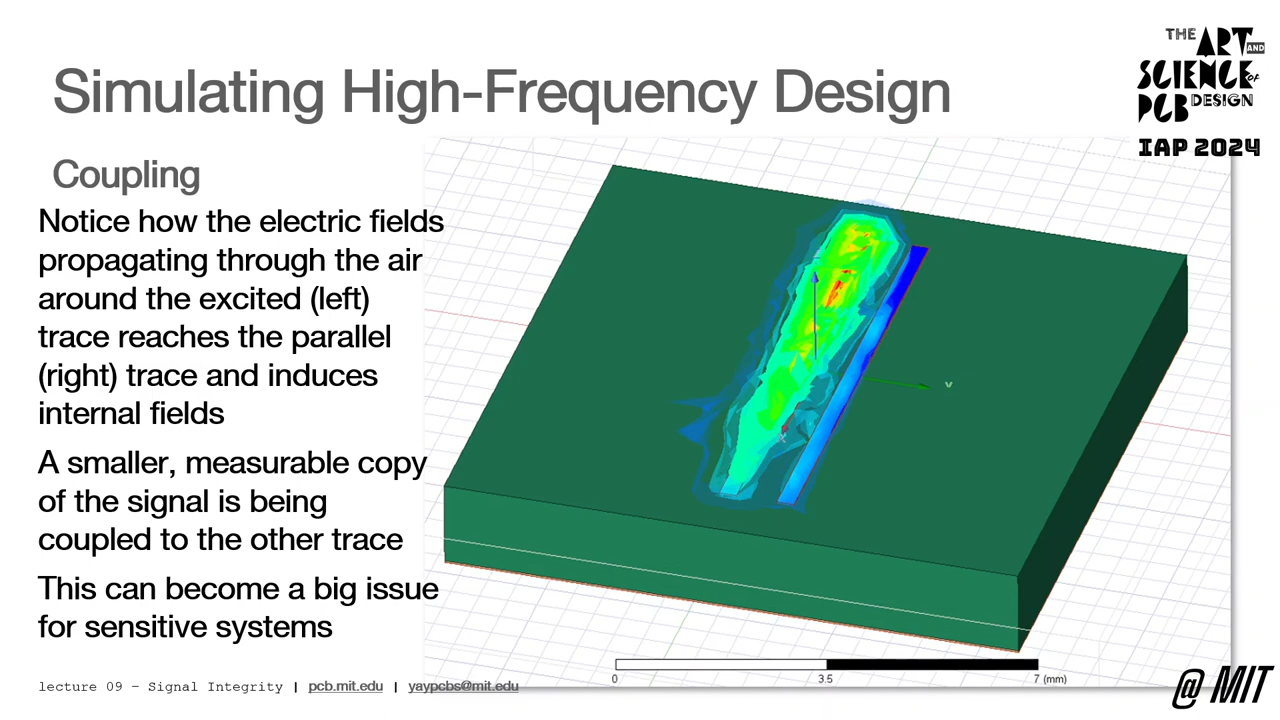 THE ART AND
SCIENCE OF
PCB DESIGN
IAP 2024
Simulating High-Frequency Design
Coupling
Notice how the electric fields
propagating through the air
around the excited (left)
trace reaches the parallel
(right) trace and induces
internal fields
A smaller, measurable copy
of the signal is being
coupled to the other trace
This can become a big issue
for sensitive systems
0 3.5 7 (mm)
lecture 09 – Signal Integrity | pcb.mit.edu | yaypcbs@mit.edu
@ MIT